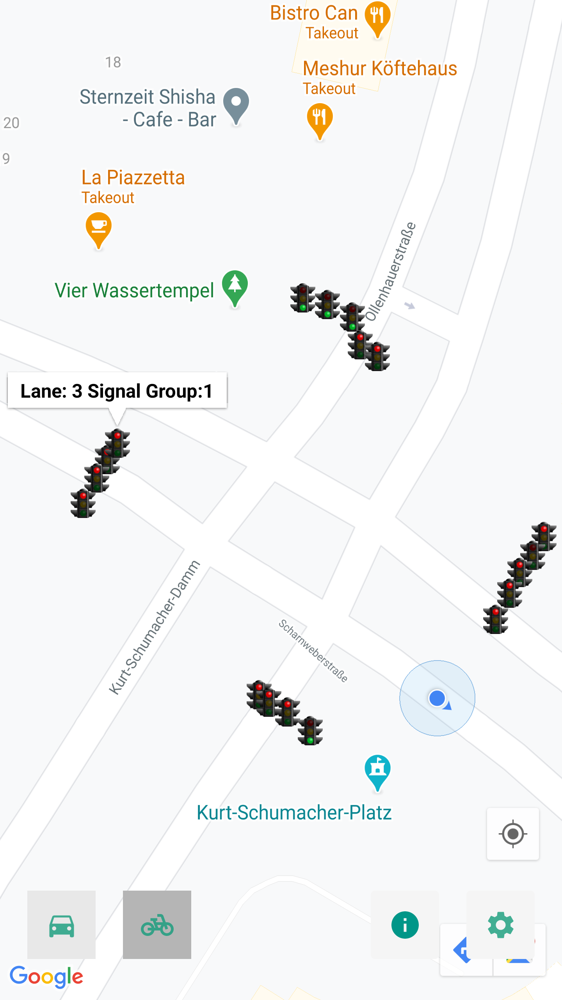 Bistro Can
Takeout
18
Meshur Köftehaus
Takeout
Sternzeit Shisha
- Cafe - Bar
20
9
La Piazzetta
Takeout
Ollenhauerstraße
Vier Wassertempel
Lane: 3 Signal Group:1
Kurt-Schumacher-Damm
Scharnweberstraße
Kurt-Schumacher-Platz
Google